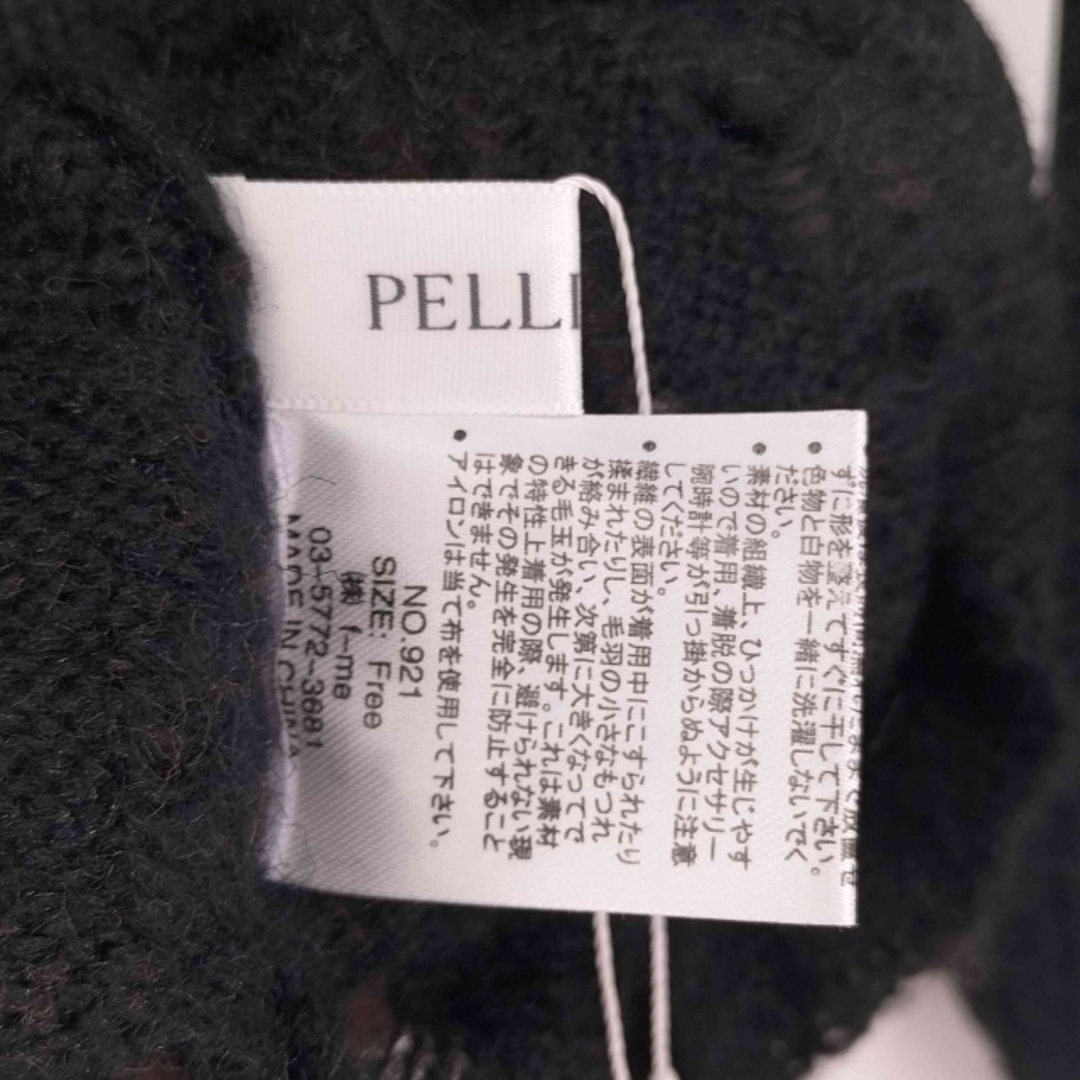 PELLI
ずに形を整えてすぐに干して下さい。
●色物と白物を一緒に洗濯しないでく
ださい。
●素材の組織上、ひっかけが生じやす
いので着用、着脱の際アクセサリー
腕時計等が引っ掛からぬように注意
してください。
●繊維の表面が着用中にこすられたり
揉まれたりし、毛羽の小さなもつれ
が絡み合い、次第に大きくなってで
きる毛玉が発生します。これは素材
の特性上着用の際、避けられない現
象でその発生を完全に防止すること
はできません。
●アイロンは当て布を使用して下さい。
NO.921
SIZE: Free
㈱ f-me
03-5772-3681
MADE IN CHINA